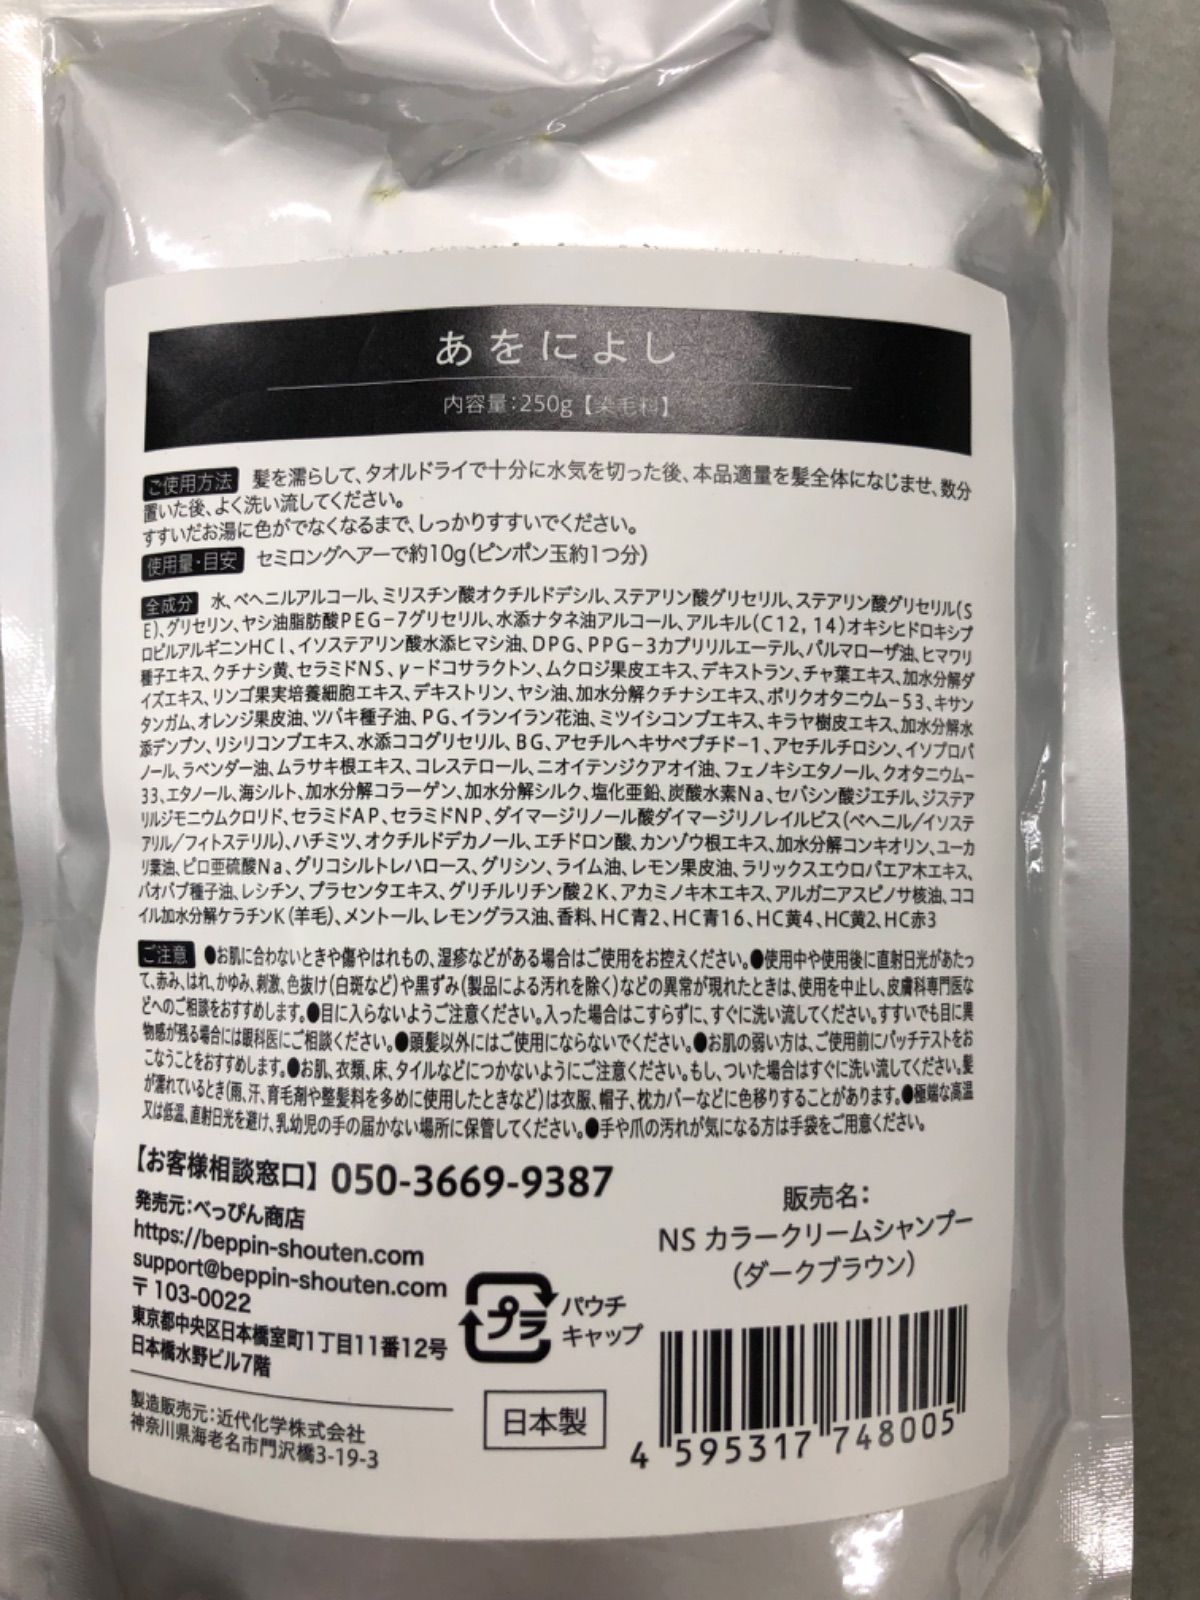 あをによし
内容量:250g【染毛料】
ご使用方法 髪を濡らして、タオルドライで十分に水気を切った後、本品適量を髪全体になじませ、数分
置いた後、よく洗い流してください。
すすいだお湯に色がでなくなるまで、しっかりすすいでください。
使用量・目安 セミロングヘアーで約10g(ピンポン玉約1つ分)
全成分 水、ベヘニルアルコール、ミリスチン酸オクチルドデシル、ステアリン酸グリセリル、ステアリン酸グリセリル(S
E)、グリセリン、ヤシ油脂肪酸PEG-7グリセリル、水添ナタネ油アルコール、アルキル(C12,14)オキシヒドロキシプ
ロピルアルギニンHCl、イソステアリン酸水添ヒマシ油、DPG、PPG-3カプリリルエーテル、パルマローザ油、ヒマワリ
種子エキス、クチナシ黄、セラミドNS、γ-ドコサラクトン、ムクロジ果皮エキス、デキストラン、チャ葉エキス、加水分解ダ
イズエキス、リンゴ果実培養細胞エキス、デキストリン、ヤシ油、加水分解クチナシエキス、ポリクオタニウム-53、キサン
タンガム、オレンジ果皮油、ツバキ種子油、PG、イランイラン花油、ミツイシコンブエキス、キラヤ樹皮エキス、加水分解水
添デンプン、リシリコンブエキス、水添ココグリセリル、BG、アセチルヘキサペプチド-1、アセチルチロシン、イソプロパ
ノール、ラベンダー油、ムラサキ根エキス、コレステロール、ニオイテンジクアオイ油、フェノキシエタノール、クオタニウム-
33、エタノール、海シルト、加水分解コラーゲン、加水分解シルク、塩化亜鉛、炭酸水素Na、セバシン酸ジエチル、ジステア
リルジモニウムクロリド、セラミドAP、セラミドNP、ダイマージリノール酸ダイマージリノレイルビス(ベヘニル/イソステ
アリル/フィトステリル)、ハチミツ、オクチルドデカノール、エチドロン酸、カンゾウ根エキス、加水分解コンキオリン、ユーカ
リ葉油、ピロ亜硫酸Na、グリコシルトレハロース、グリシン、ライム油、レモン果皮油、ラリックスエウロパエア木エキス、
バオバブ種子油、レシチン、プラセンタエキス、グリチルリチン酸2K、アカミノキ木エキス、アルガニアスピノサ核油、ココ
イル加水分解ケラチンK(羊毛)、メントール、レモングラス油、香料、HC青2、HC青16、HC黄4、HC黄2、HC赤3
ご注意 ●お肌に合わないときや傷やはれもの、湿疹などがある場合はご使用をお控えください。●使用中や使用後に直射日光があたっ
て、赤み、はれ、かゆみ、刺激、色抜け(白斑など)や黒ずみ(製品による汚れを除く)などの異常が現れたときは、使用を中止し、皮膚科専門医な
どへのご相談をおすすめします。●目に入らないようご注意ください。入った場合はこすらずに、すぐに洗い流してください。すすいでも目に異
物感が残る場合には眼科医にご相談ください。●頭髪以外にはご使用にならないでください。●お肌の弱い方は、ご使用前にパッチテストをお
こなうことをおすすめします。●お肌、衣類、床、タイルなどにつかないようにご注意ください。もし、ついた場合はすぐに洗い流してください。髪
が濡れているとき(雨、汗、育毛剤や整髪料を多めに使用したときなど)は衣服、帽子、枕カバーなどに色移りすることがあります。●極端な高温
又は低温、直射日光を避け、乳幼児の手の届かない場所に保管してください。●手や爪の汚れが気になる方は手袋をご用意ください。
【お客様相談窓口】050-3669-9387
発売元:べっぴん商店
https://beppin-shouten.com
support@beppin-shouten.com
〒103-0022
東京都中央区日本橋室町1丁目11番12号
日本橋水野ビル7階
製造販売元:近代化学株式会社
神奈川県海老名市門沢橋3-19-3
プラ
パウチ
キャップ
日本製
販売名:
NS カラークリームシャンプー
(ダークブラウン)
4 595317 748005